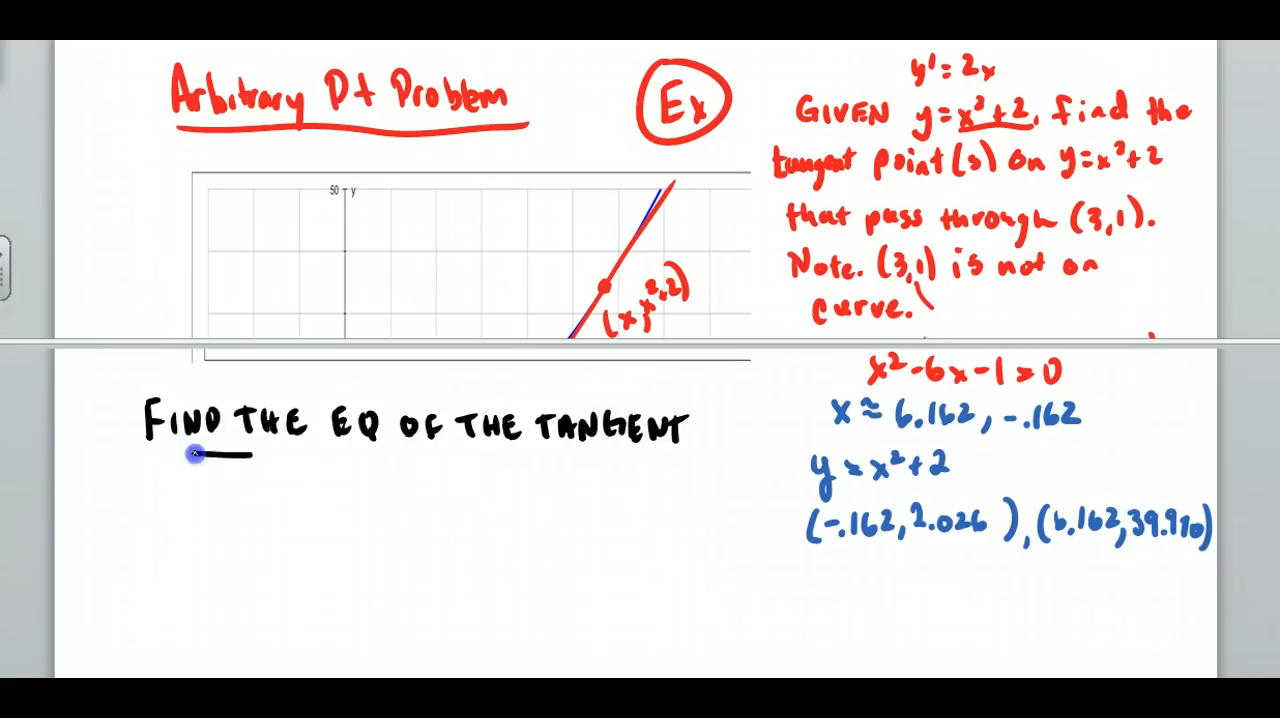 Arbitrary Pt Problem
Ex
y' = 2x
GIVEN y = x² + 2, find the
tangent point(s) on y = x² + 2
that pass through (3,1).
Note. (3,1) is not on
curve.
50 y
(x, x²+2)
x² - 6x - 1 = 0
x ≈ 6.162, -.162
y = x² + 2
(-.162, 2.026), (6.162, 39.970)
FIND THE EQ OF THE TANGENT